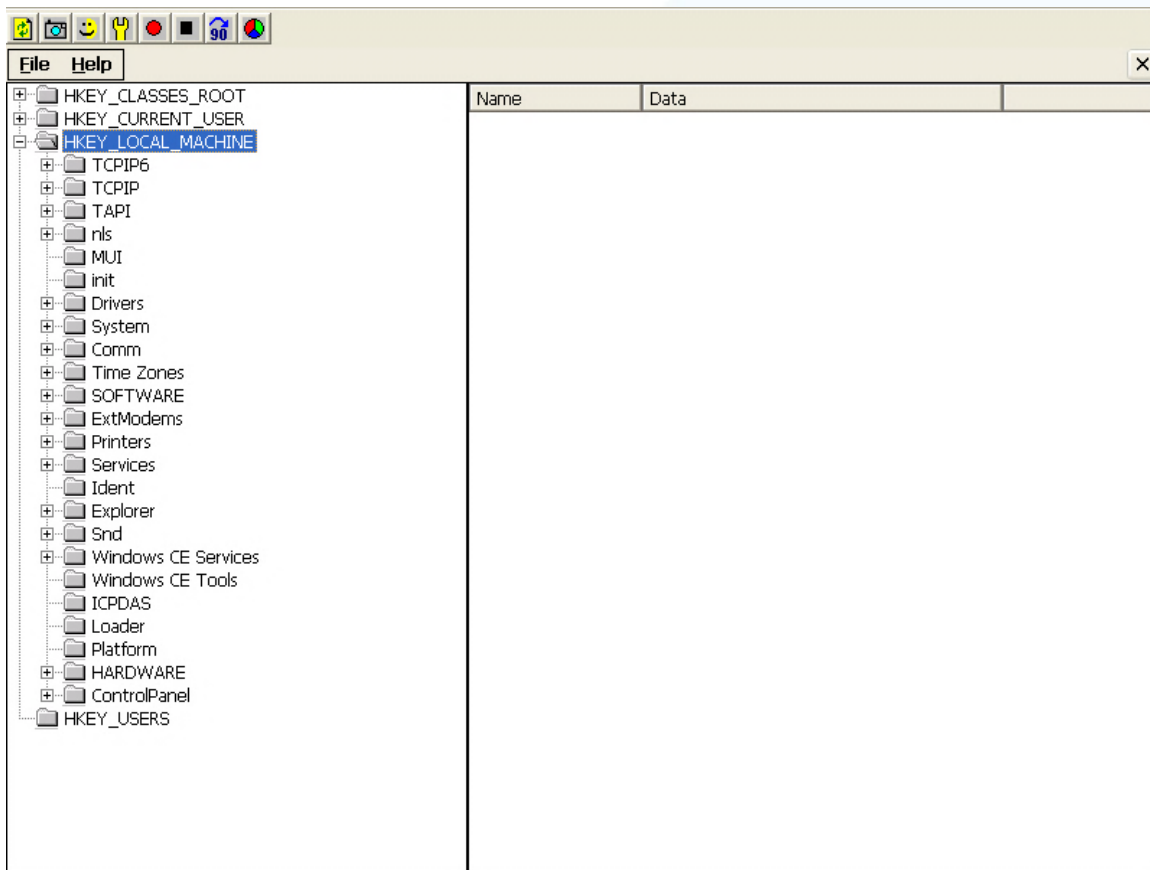 90
File Help
HKEY_CLASSES_ROOT
HKEY_CURRENT_USER
HKEY_LOCAL_MACHINE
TCPIP6
TCPIP
TAPI
nls
MUI
init
Drivers
System
Comm
Time Zones
SOFTWARE
ExtModems
Printers
Services
Ident
Explorer
Snd
Windows CE Services
Windows CE Tools
ICPDAS
Loader
Platform
HARDWARE
ControlPanel
HKEY_USERS
Name Data